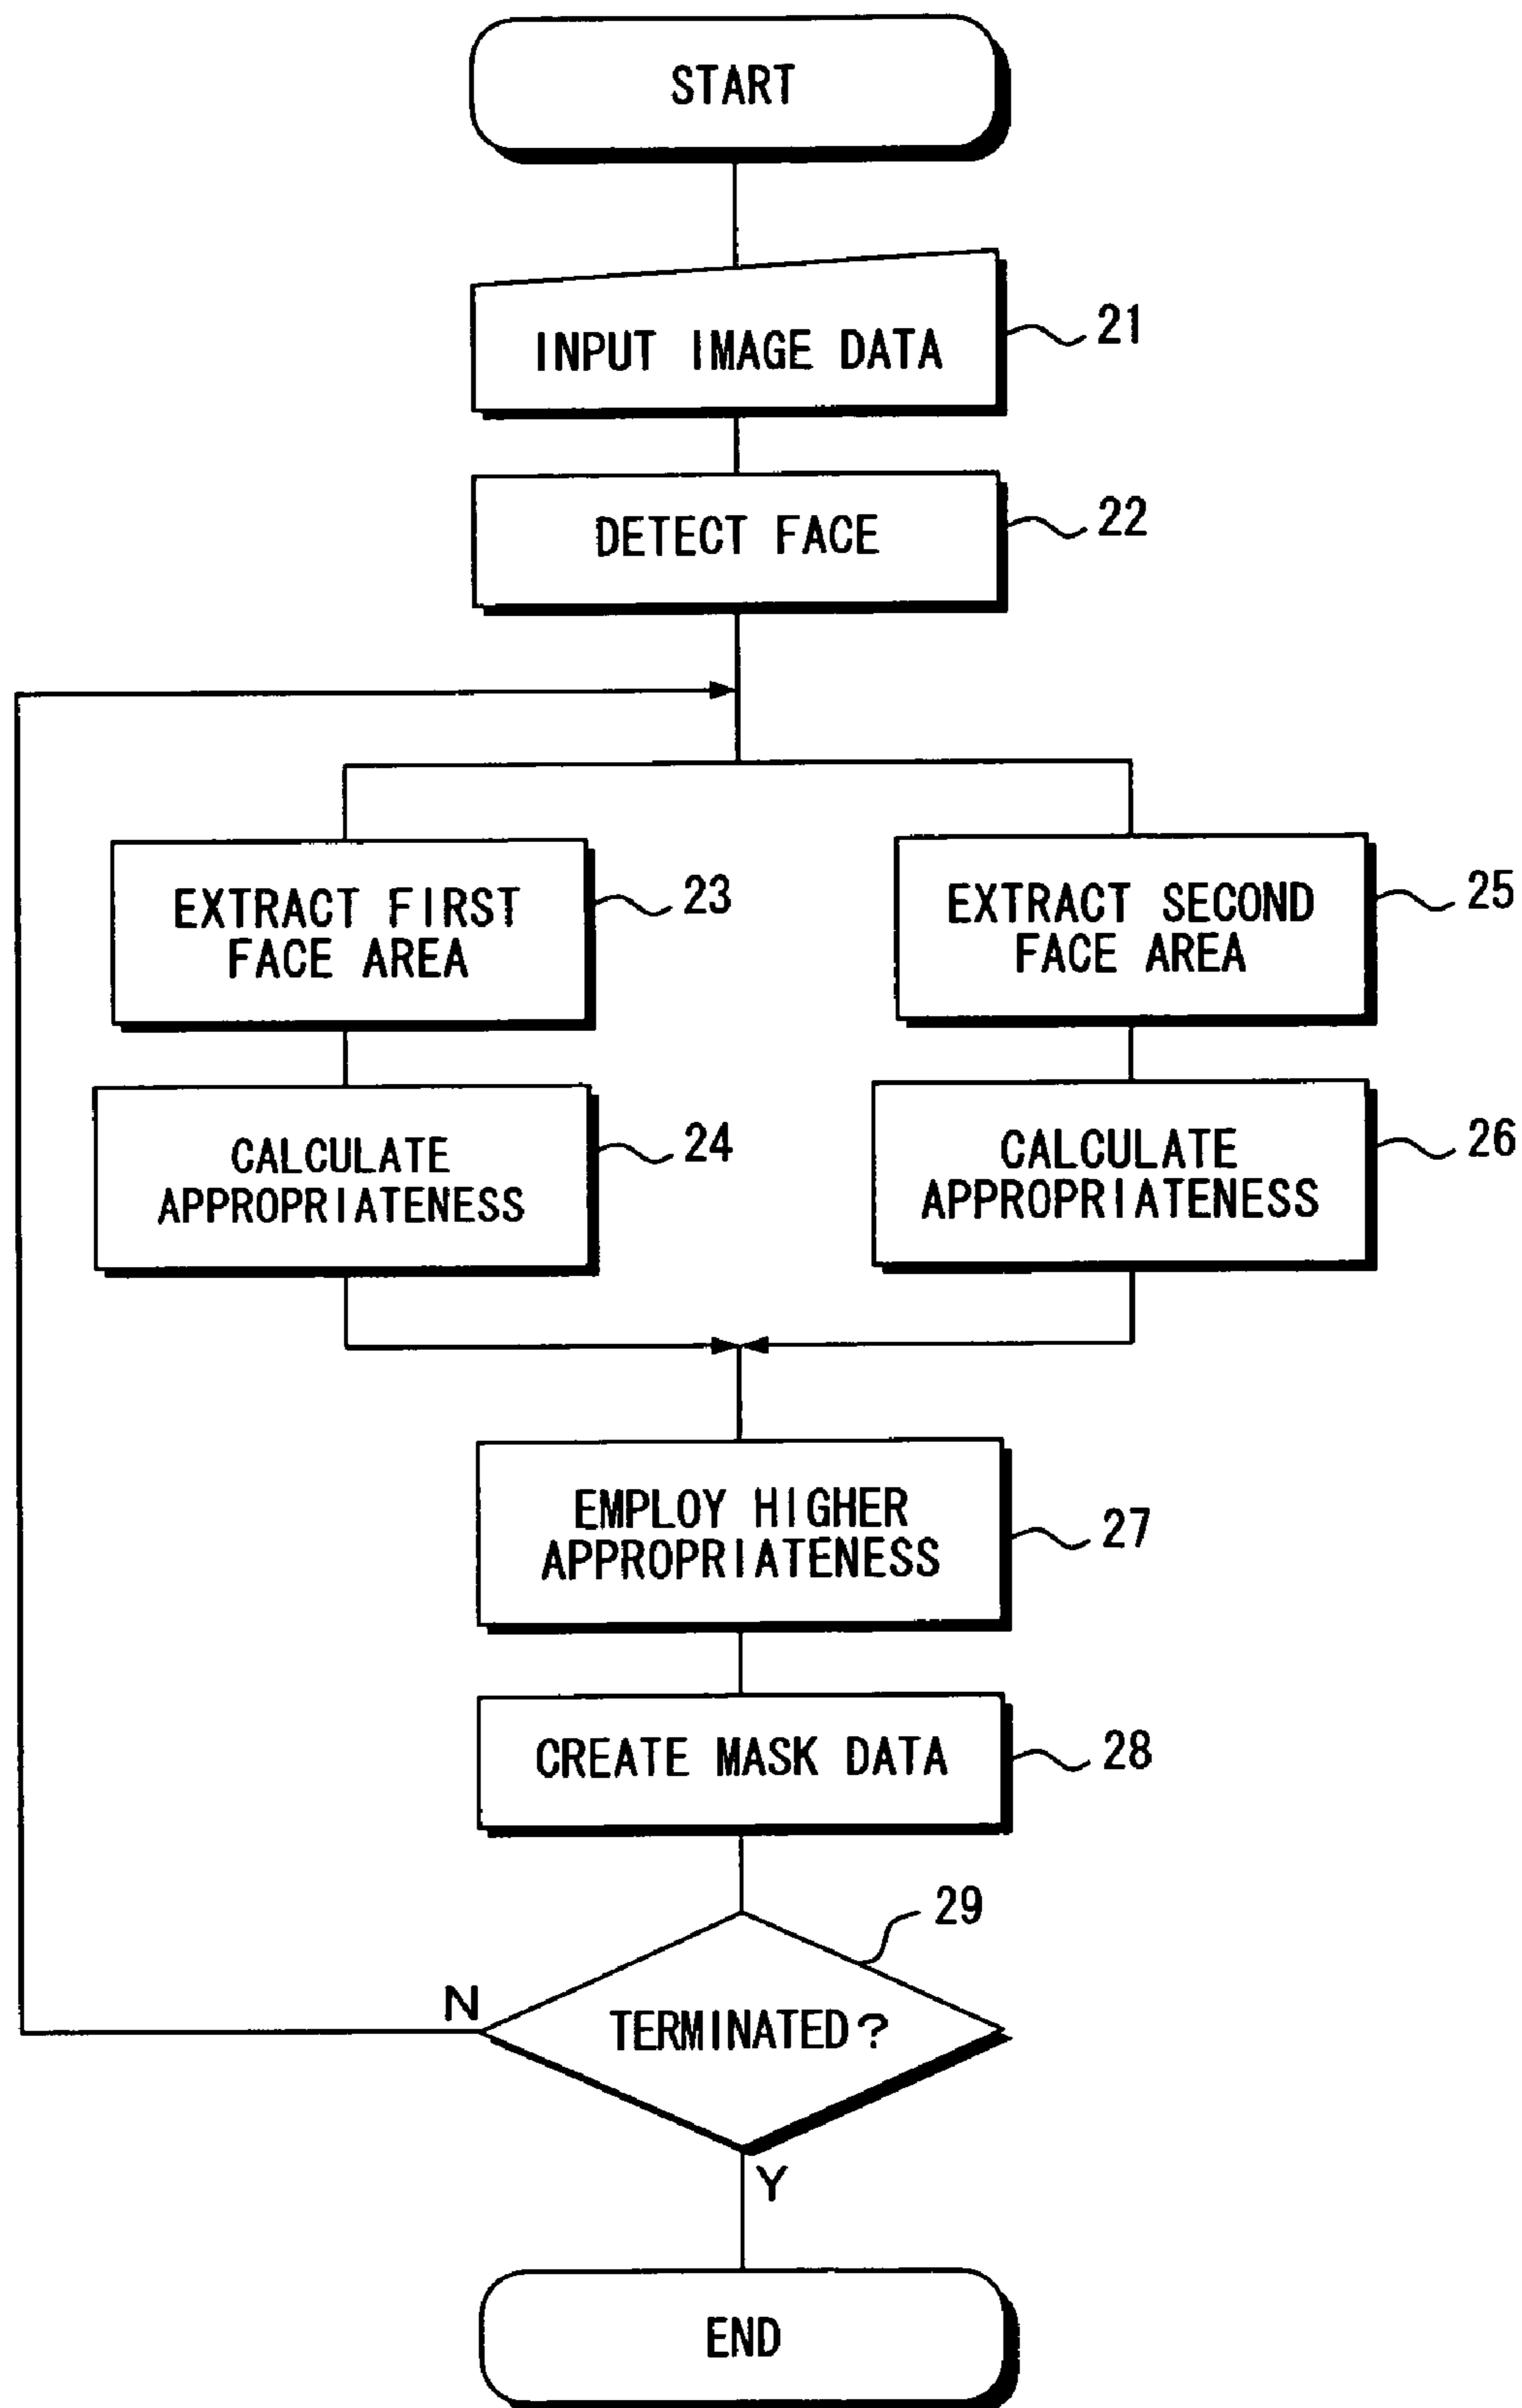 START
INPUT IMAGE DATA
21
DETECT FACE
22
EXTRACT FIRST
FACE AREA
23
EXTRACT SECOND
FACE AREA
25
CALCULATE
APPROPRIATENESS
24
CALCULATE
APPROPRIATENESS
26
EMPLOY HIGHER
APPROPRIATENESS
27
CREATE MASK DATA
28
29
N
TERMINATED?
Y
END